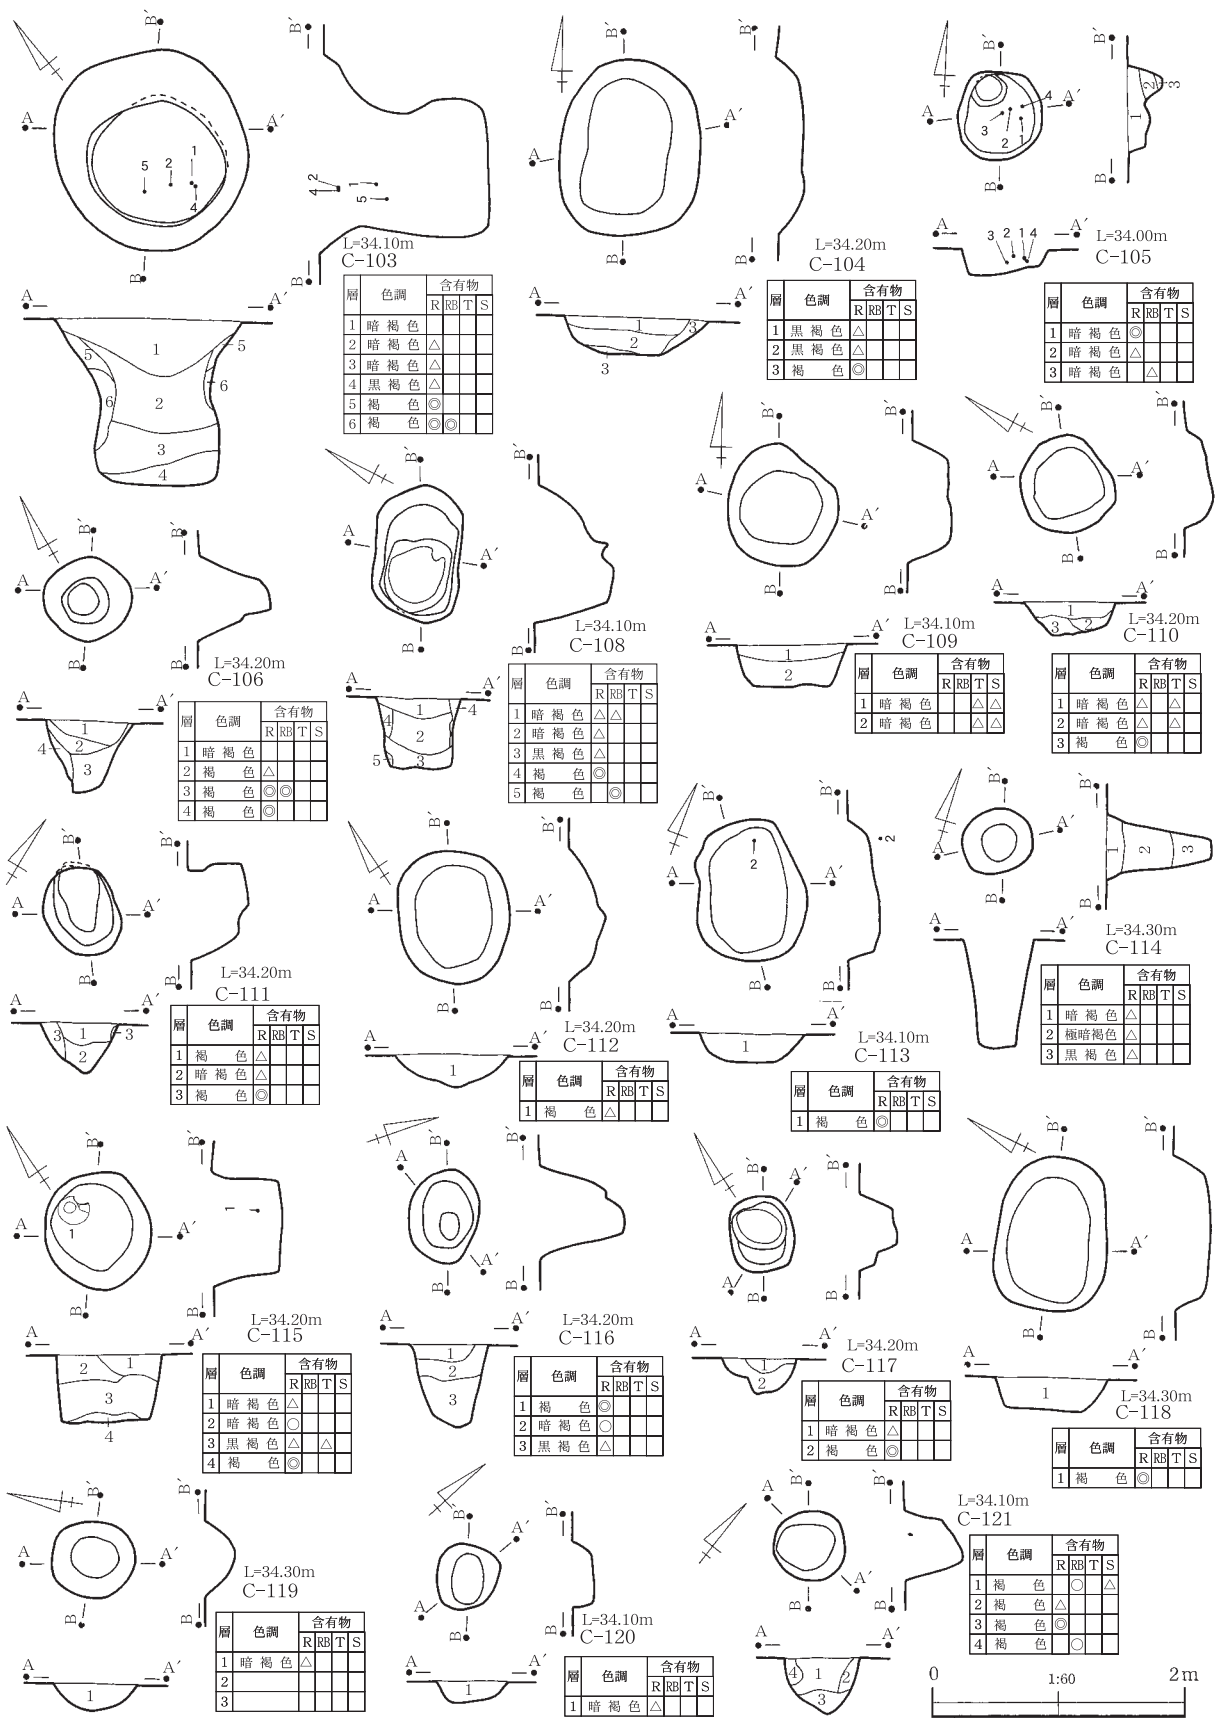 L=34.10m
C-103
層 色調 含有物
R RB T S
1 暗褐色
2 暗褐色 △
3 暗褐色 △
4 黒褐色 △
5 褐色 ◎
6 褐色 ◎ ◎
L=34.20m
C-104
層 色調 含有物
R RB T S
1 黒褐色 △
2 黒褐色 △
3 褐色 ◎
L=34.00m
C-105
層 色調 含有物
R RB T S
1 暗褐色 ◎
2 暗褐色 △
3 暗褐色 △
L=34.20m
C-106
層 色調 含有物
R RB T S
1 暗褐色
2 褐色 △
3 褐色 ◎ ◎
4 褐色 ◎
L=34.10m
C-108
層 色調 含有物
R RB T S
1 暗褐色 △ △
2 暗褐色 △
3 黒褐色 △
4 褐色 ◎
5 褐色 ◎
L=34.10m
C-109
層 色調 含有物
R RB T S
1 暗褐色 △ △
2 暗褐色 △ △
L=34.20m
C-110
層 色調 含有物
R RB T S
1 暗褐色 △ △
2 暗褐色 △ △
3 褐色 ◎
L=34.20m
C-111
層 色調 含有物
R RB T S
1 褐色 △
2 暗褐色 △
3 褐色 ◎
L=34.20m
C-112
層 色調 含有物
R RB T S
1 褐色 △
L=34.10m
C-113
層 色調 含有物
R RB T S
1 褐色 ◎
L=34.30m
C-114
層 色調 含有物
R RB T S
1 暗褐色 △
2 極暗褐色 △
3 黒褐色 △
L=34.20m
C-115
層 色調 含有物
R RB T S
1 暗褐色 △
2 暗褐色 ○
3 黒褐色 △ △
4 褐色 ◎
L=34.20m
C-116
層 色調 含有物
R RB T S
1 褐色 ◎
2 暗褐色 ○
3 黒褐色 △
L=34.20m
C-117
層 色調 含有物
R RB T S
1 暗褐色 △
2 褐色 ◎
L=34.30m
C-118
層 色調 含有物
R RB T S
1 褐色 ◎
L=34.30m
C-119
層 色調 含有物
R RB T S
1 暗褐色 △
2
3
L=34.10m
C-120
層 色調 含有物
R RB T S
1 暗褐色 △
L=34.10m
C-121
層 色調 含有物
R RB T S
1 褐色 ○ △
2 褐色 △
3 褐色 ◎
4 褐色 ○
0 1:60 2m